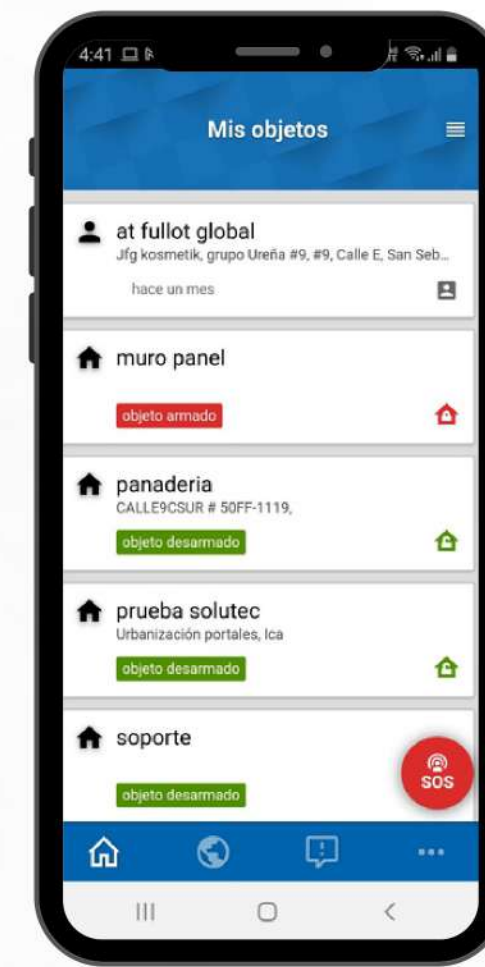 4:41
Mis objetos
at fullot global
Jfg kosmetik, grupo Ureña #9, #9, Calle E, San Seb...
hace un mes
muro panel
objeto armado
panaderia
CALLE9CSUR # 50FF-1119,
objeto desarmado
prueba solutec
Urbanización portales, Ica
objeto desarmado
soporte
SOS
objeto desarmado